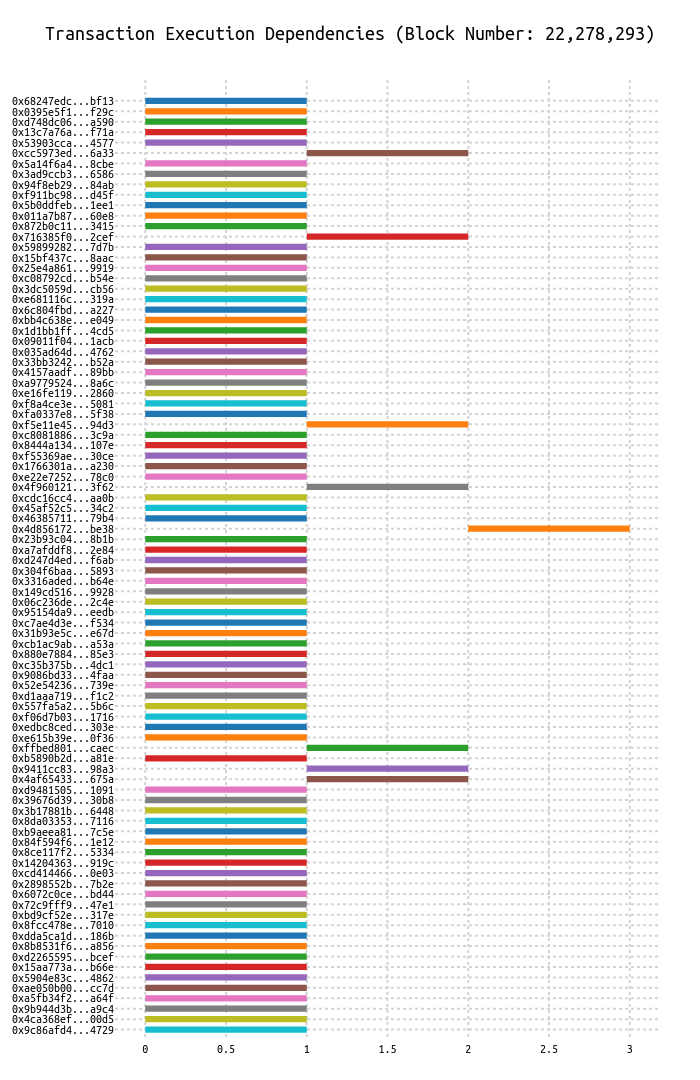 Transaction Execution Dependencies (Block Number: 22,278,293)
0x68247edc...bf13
0x0395e5f1...f29c
0xd748dc06...a590
0x13c7a76a...f71a
0x53903cca...4577
0xcc5973ed...6a33
0x5a14f6a4...8cbe
0x3ad9ccb3...6586
0x94f8eb29...84ab
0xf911bc98...d45f
0x5b0ddfeb...1ee1
0x011a7b87...60e8
0x872b0c11...3415
0x716385f0...2cef
0x59899282...7d7b
0x15bf437c...8aac
0x25e4a861...9919
0xc08792cd...b54e
0x3dc5059d...cb56
0xe681116c...319a
0x6c804fbd...a227
0xbb4c638e...e049
0x1d1bb1ff...4cd5
0x09011f04...1acb
0x035ad64d...4762
0x33bb3242...b52a
0x4157aadf...89bb
0xa9779524...8a6c
0xe16fe119...2860
0xf8a4ce3e...5081
0xfa0337e8...5f38
0xf5e11e45...94d3
0xc8081886...3c9a
0x8444a134...107e
0xf55369ae...30ce
0x1766301a...a230
0xe22e7252...78c0
0x4f960121...3f62
0xcdc16cc4...aa0b
0x45af52c5...34c2
0x46385711...79b4
0x4d856172...be38
0x23b93c04...8b1b
0xa7afddf8...2e84
0xd247d4ed...f6ab
0x304f6baa...5893
0x3316aded...b64e
0x149cd516...9928
0x06c236de...2c4e
0x95154da9...eedb
0xc7ae4d3e...f534
0x31b93e5c...e67d
0xcb1ac9ab...a53a
0x880e7884...85e3
0xc35b375b...4dc1
0x9086bd33...4faa
0x52e54236...739e
0xd1aaa719...f1c2
0x557fa5a2...5b6c
0xf06d7b03...1716
0xedbc8ced...303e
0xe615b39e...0f36
0xffbed801...caec
0xb5890b2d...a81e
0x9411cc83...98a3
0x4af65433...675a
0xd9481505...1091
0x39676d39...30b8
0x3b17881b...6448
0x8da03353...7116
0xb9aeea81...7c5e
0x84f594f6...1e12
0x8ce117f2...5334
0x14204363...919c
0xcd414466...0e03
0x2898552b...7b2e
0x6072c0ce...bd44
0x72c9fff9...47e1
0xbd9cf52e...317e
0x8fcc478e...7010
0xdda5ca1d...186b
0x8b8531f6...a856
0xd2265595...bcef
0x15aa773a...b66e
0x5904e83c...4862
0xae050b00...cc7d
0xa5fb34f2...a64f
0x9b944d3b...a9c4
0x4ca368ef...00d5
0x9c86afd4...4729
0 0.5 1 1.5 2 2.5 3